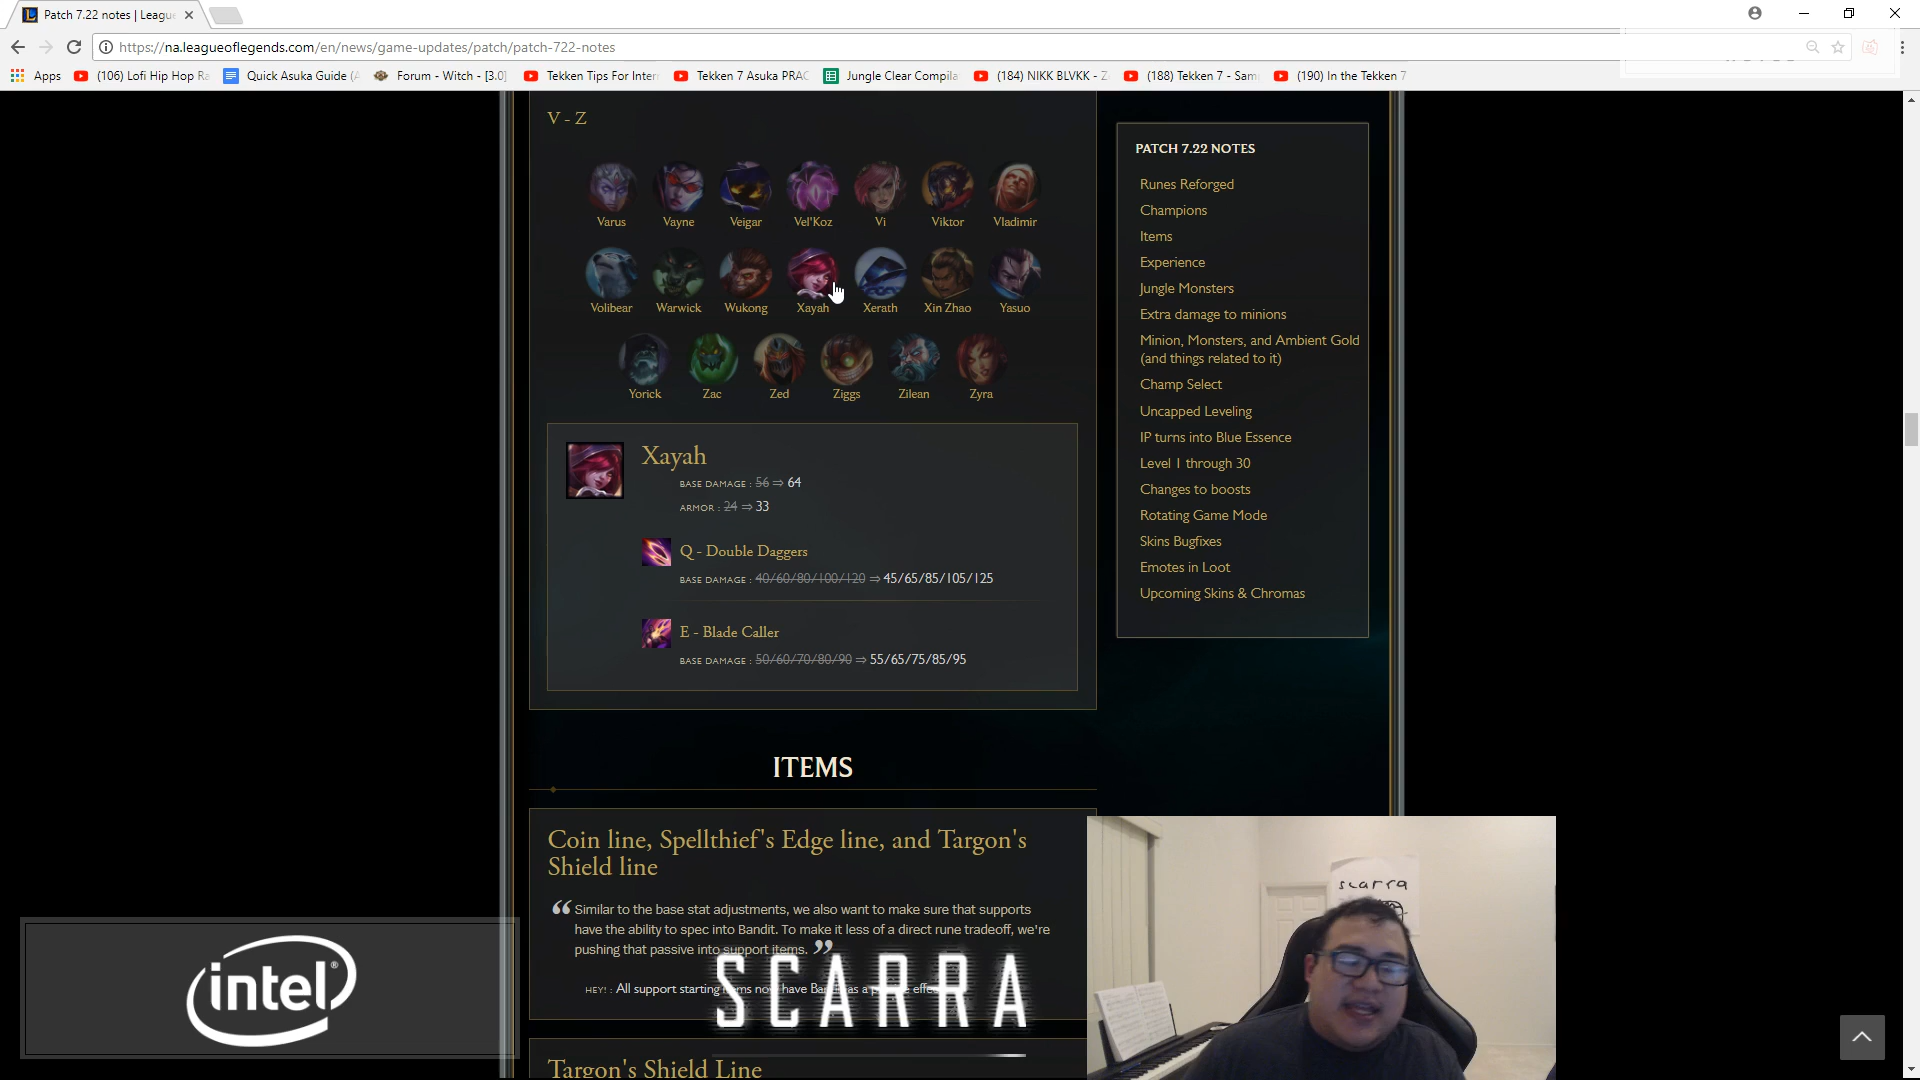 Patch 7.22 notes | Leagu
https://na.leagueoflegends.com/en/news/game-updates/patch/patch-722-notes
Apps
(106) Lofi Hip Hop Ra
Quick Asuka Guide (A
Forum - Witch - [3.0]
Tekken Tips For Inter
Tekken 7 Asuka PRAC
Jungle Clear Compila
(184) NIKK BLVKK - Z
(188) Tekken 7 - Sam
(190) In the Tekken 7
V - Z
Varus
Vayne
Veigar
Vel'Koz
Vi
Viktor
Vladimir
Volibear
Warwick
Wukong
Xayah
Xerath
Xin Zhao
Yasuo
Yorick
Zac
Zed
Ziggs
Zilean
Zyra
Xayah
BASE DAMAGE : 56 ⇒ 64
ARMOR : 24 ⇒ 33
Q - Double Daggers
BASE DAMAGE : 40/60/80/100/120 ⇒ 45/65/85/105/125
E - Blade Caller
BASE DAMAGE : 50/60/70/80/90 ⇒ 55/65/75/85/95
ITEMS
Coin line, Spellthief's Edge line, and Targon's
Shield line
“ Similar to the base stat adjustments, we also want to make sure that supports
have the ability to spec into Bandit. To make it less of a direct rune tradeoff, we're
pushing that passive into support items. ”
HEY! : All support starting items now have Bandit as a passive effe
Targon's Shield Line
PATCH 7.22 NOTES
Runes Reforged
Champions
Items
Experience
Jungle Monsters
Extra damage to minions
Minion, Monsters, and Ambient Gold
(and things related to it)
Champ Select
Uncapped Leveling
IP turns into Blue Essence
Level 1 through 30
Changes to boosts
Rotating Game Mode
Skins Bugfixes
Emotes in Loot
Upcoming Skins & Chromas
intel®
SCARRA
scarra